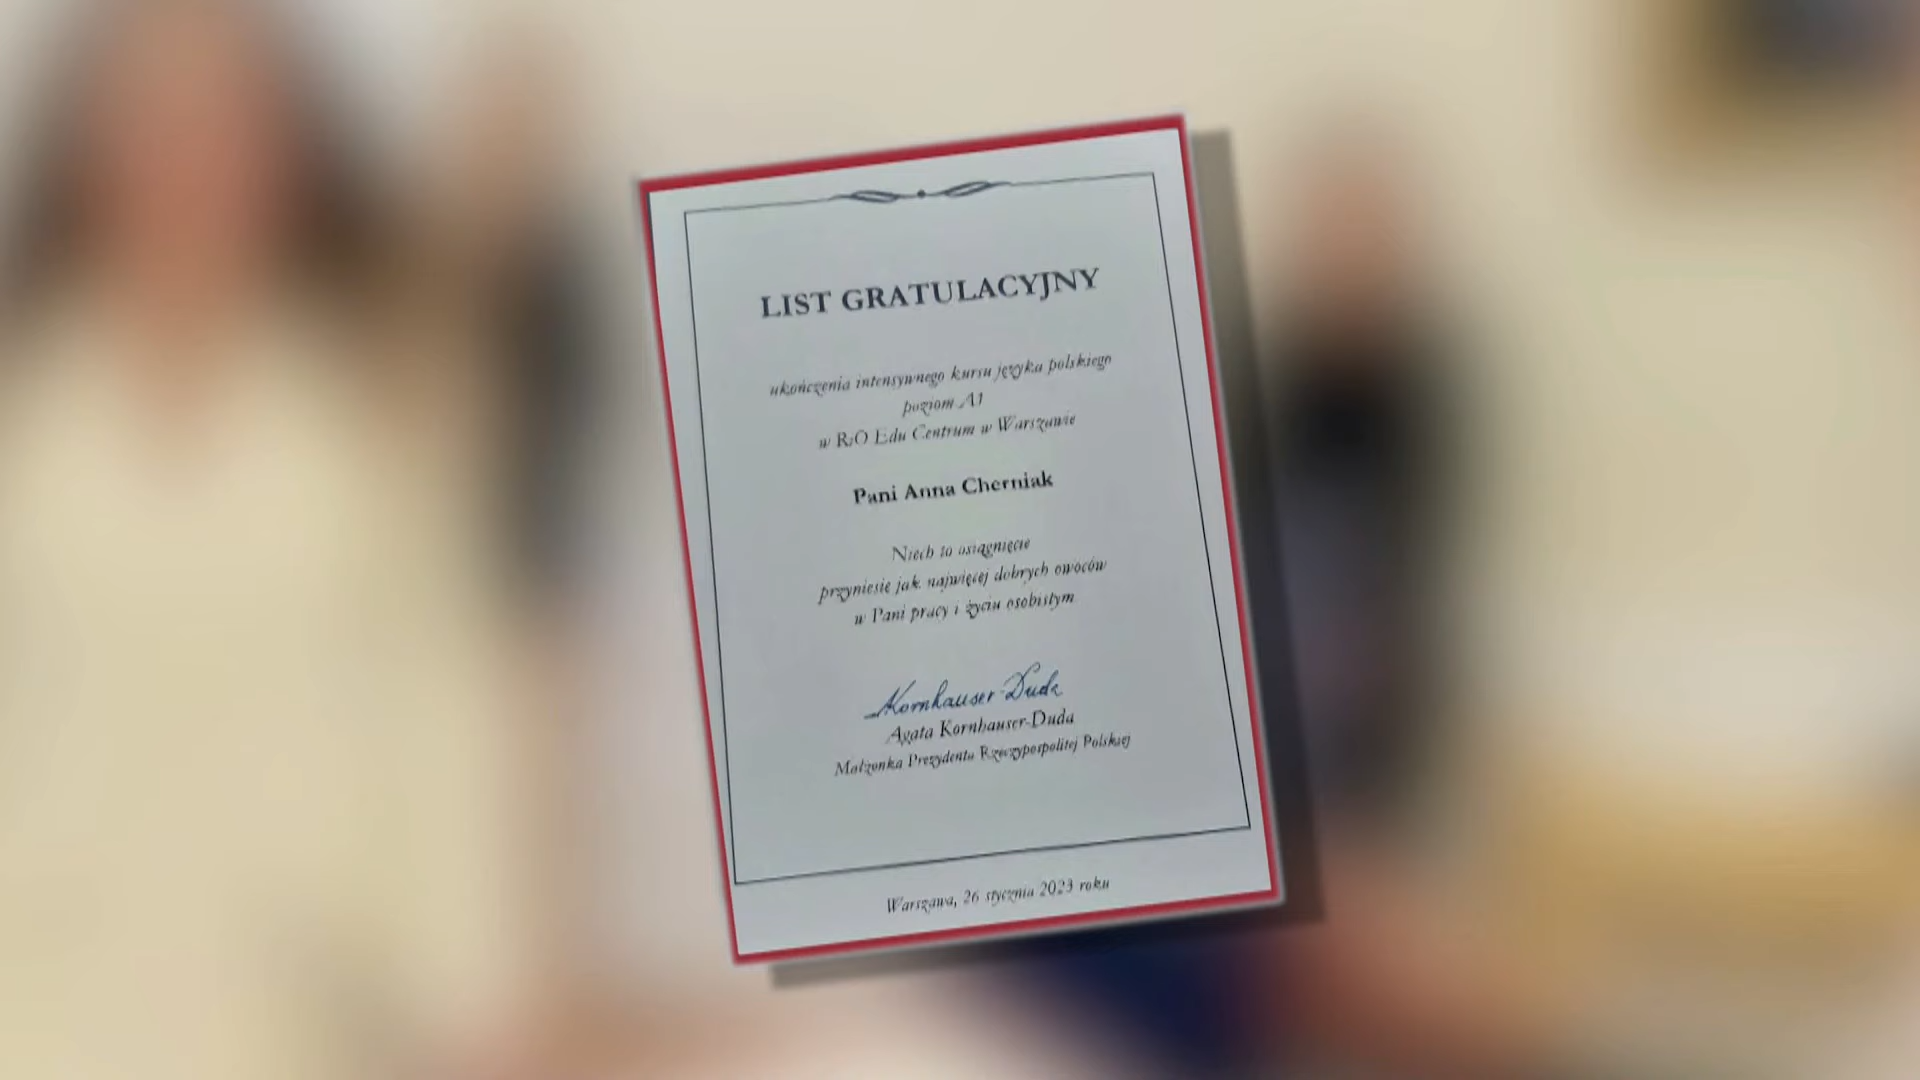 LIST GRATULACYJNY
ukończenia intensywnego kursu języka polskiego
poziom A1
w RiO Edu Centrum w Warszawie
Pani Anna Cherniak
Niech to osiągnięcie
przyniesie jak najwięcej dobrych owoców
w Pani pracy i życiu osobistym
Kornhauser-Duda
Agata Kornhauser-Duda
Małżonka Prezydenta Rzeczypospolitej Polskiej
Warszawa, 26 stycznia 2023 roku